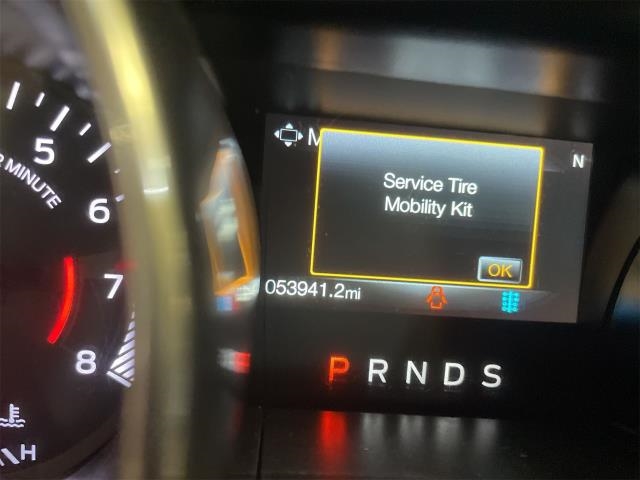 5
R MINUTE
6
7
8
H
M
N
Service Tire
Mobility Kit
OK
053941.2mi
P R N D S